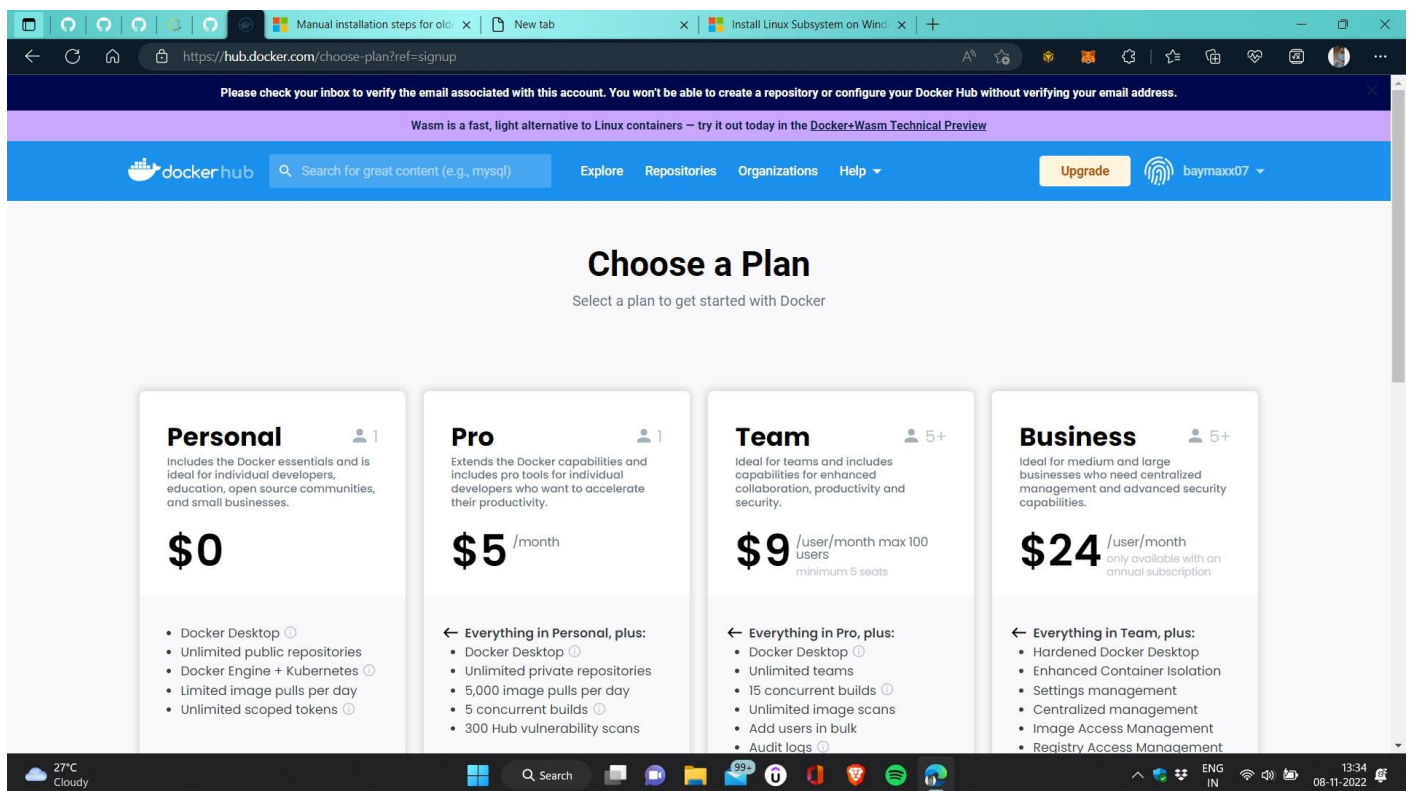 Manual installation steps for old
New tab
Install Linux Subsystem on Wind
https://hub.docker.com/choose-plan?ref=signup
Please check your inbox to verify the email associated with this account. You won't be able to create a repository or configure your Docker Hub without verifying your email address.
Wasm is a fast, light alternative to Linux containers — try it out today in the Docker+Wasm Technical Preview
dockerhub
Search for great content (e.g., mysql)
Explore
Repositories
Organizations
Help
Upgrade
baymaxx07
Choose a Plan
Select a plan to get started with Docker
Personal
1
Includes the Docker essentials and is
ideal for individual developers,
education, open source communities,
and small businesses.
$0
• Docker Desktop
• Unlimited public repositories
• Docker Engine + Kubernetes
• Limited image pulls per day
• Unlimited scoped tokens
Pro
1
Extends the Docker capabilities and
includes pro tools for individual
developers who want to accelerate
their productivity.
$5 /month
← Everything in Personal, plus:
• Docker Desktop
• Unlimited private repositories
• 5,000 image pulls per day
• 5 concurrent builds
• 300 Hub vulnerability scans
Team
5+
Ideal for teams and includes
capabilities for enhanced
collaboration, productivity and
security.
$9 /user/month max 100
users
minimum 5 seats
← Everything in Pro, plus:
• Docker Desktop
• Unlimited teams
• 15 concurrent builds
• Unlimited image scans
• Add users in bulk
• Audit logs
Business
5+
Ideal for medium and large
businesses who need centralized
management and advanced security
capabilities.
$24 /user/month
only available with an
annual subscription
← Everything in Team, plus:
• Hardened Docker Desktop
• Enhanced Container Isolation
• Settings management
• Centralized management
• Image Access Management
• Registry Access Management
27°C
Cloudy
Search
99+
ENG
IN
13:34
08-11-2022